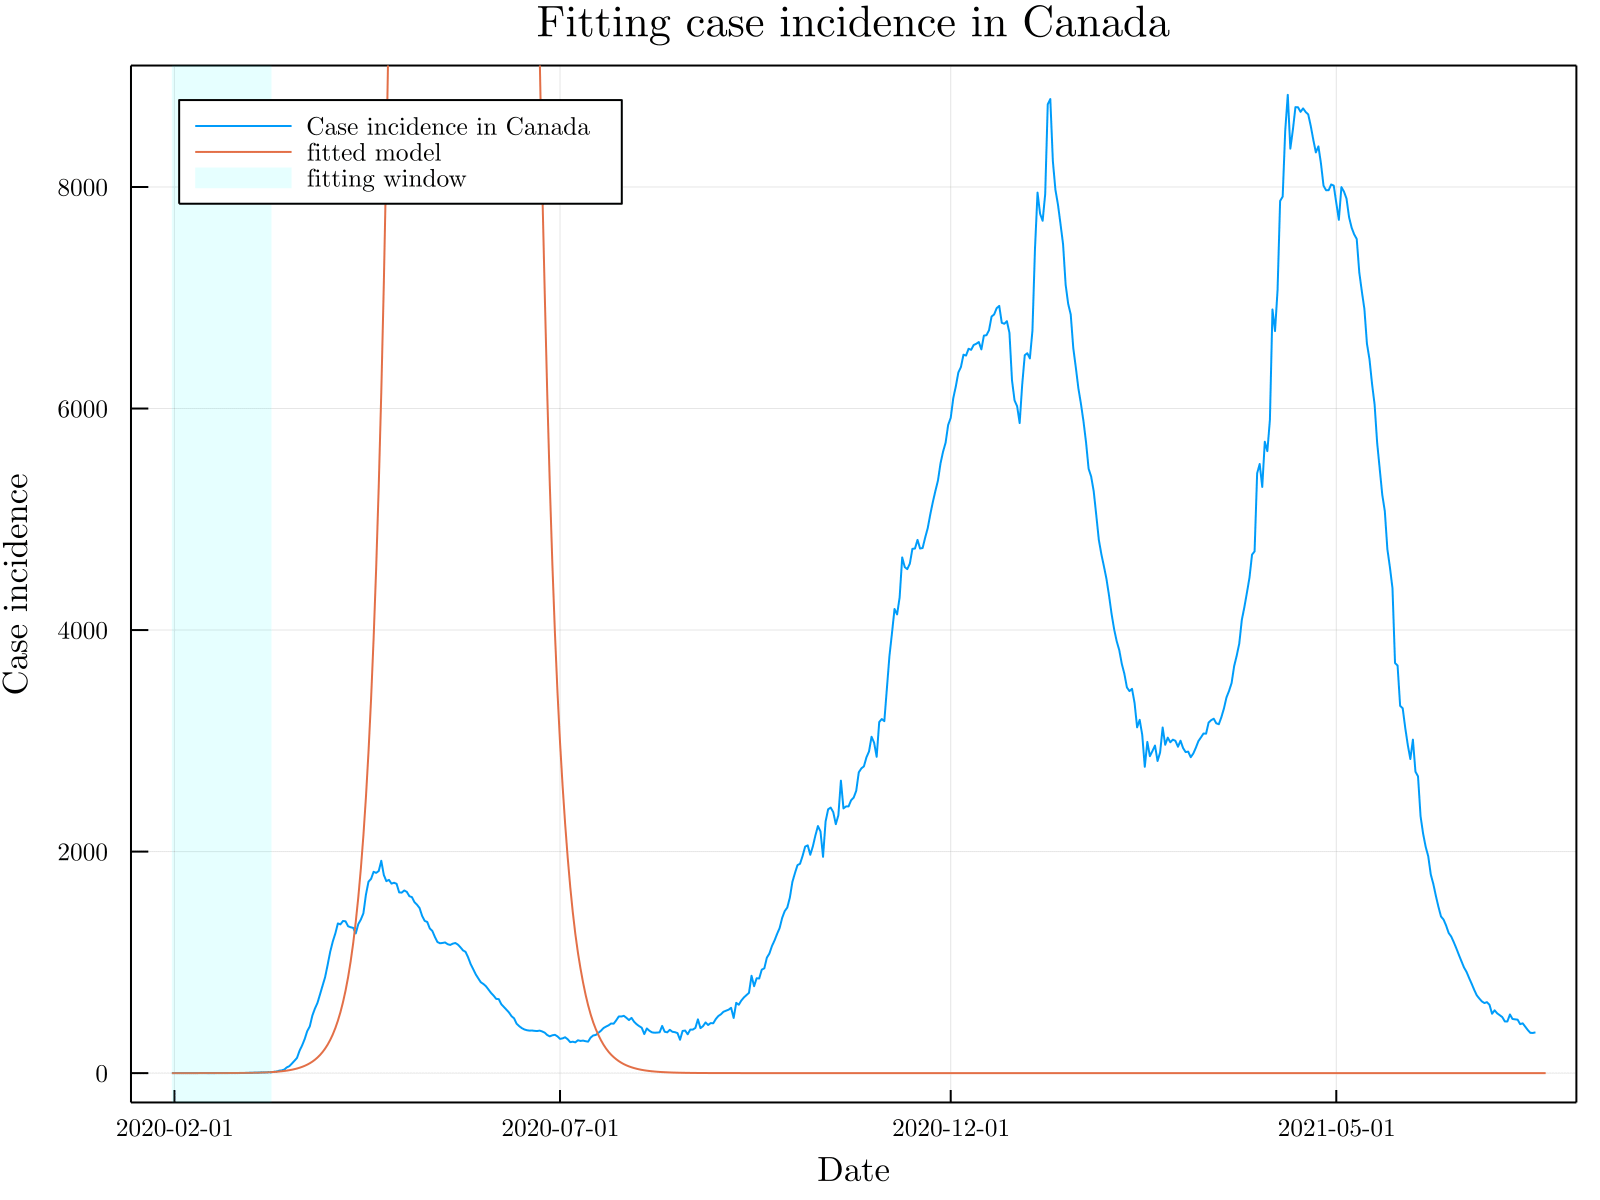 Fitting case incidence in Canada
Case incidence in Canada
fitted model
fitting window
8000
6000
4000
2000
0
Case incidence
2020-02-01
2020-07-01
2020-12-01
2021-05-01
Date